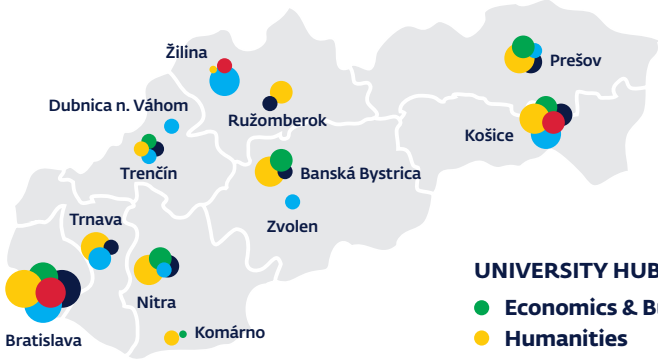 Žilina
Prešov
Dubnica n. Váhom
Ružomberok
Košice
Trenčín
Banská Bystrica
Trnava
Zvolen
UNIVERSITY HUB
Nitra
Economics & B
Komárno
Humanities
Bratislava